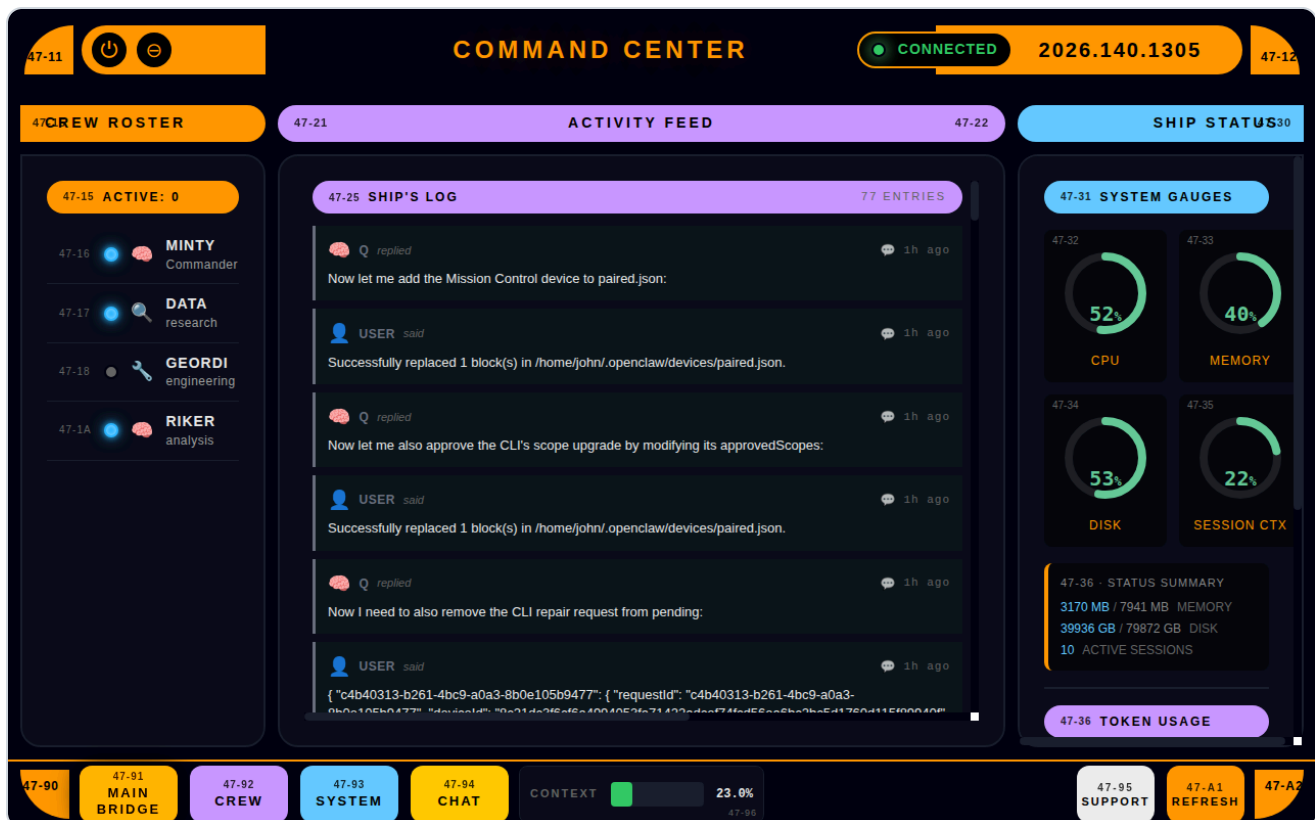 47-11
COMMAND CENTER
CONNECTED
2026.140.1305
47-12
CREW ROSTER
47-21
ACTIVITY FEED
47-22
SHIP STATUS
47-15 ACTIVE: 0
47-16
MINTY
Commander
47-17
DATA
research
47-18
GEORDI
engineering
47-1A
RIKER
analysis
47-25 SHIP'S LOG
77 ENTRIES
Q replied
1h ago
Now let me add the Mission Control device to paired.json:
USER said
1h ago
Successfully replaced 1 block(s) in /home/john/.openclaw/devices/paired.json.
Q replied
1h ago
Now let me also approve the CLI's scope upgrade by modifying its approvedScopes:
USER said
1h ago
Successfully replaced 1 block(s) in /home/john/.openclaw/devices/paired.json.
Q replied
1h ago
Now I need to also remove the CLI repair request from pending:
USER said
1h ago
{ "c4b40313-b261-4bc9-a0a3-8b0e105b9477": { "requestId": "c4b40313-b261-4bc9-a0a3-
47-31 SYSTEM GAUGES
47-32
52%
CPU
47-33
40%
MEMORY
47-34
53%
DISK
47-35
22%
SESSION CTX
47-36 · STATUS SUMMARY
3170 MB / 7941 MB MEMORY
39936 GB / 79872 GB DISK
10 ACTIVE SESSIONS
47-36 TOKEN USAGE
47-90
47-91
MAIN
BRIDGE
47-92
CREW
47-93
SYSTEM
47-94
CHAT
CONTEXT
23.0%
47-96
47-95
SUPPORT
47-A1
REFRESH
47-A2